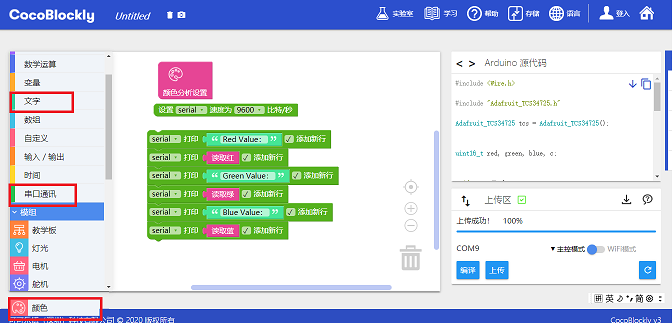 CocoBlockly Untitled 实验室 学习 帮助 存储 语言 登入
数学运算
变量
文字
数组
自定义
输入 / 输出
时间
串口通讯
模组
教学板
灯光
电机
舵机
颜色
颜色分析设置
设置 serial 速度为 9600 比特/秒
serial 打印 “ Red Value: ” 添加新行
serial 打印 读取红 添加新行
serial 打印 “ Green Value: ” 添加新行
serial 打印 读取绿 添加新行
serial 打印 “ Blue Value: ” 添加新行
serial 打印 读取蓝 添加新行
< > Arduino 源代码
#include <Wire.h>
#include "Adafruit_TCS34725.h"
Adafruit_TCS34725 tcs = Adafruit_TCS34725();
uint16_t red, green, blue, c;
上传区
上传成功! 100%
COM9 主控模式 WiFi模式
编译 上传
英 简
© 2020 版权所有 CocoBlockly v3